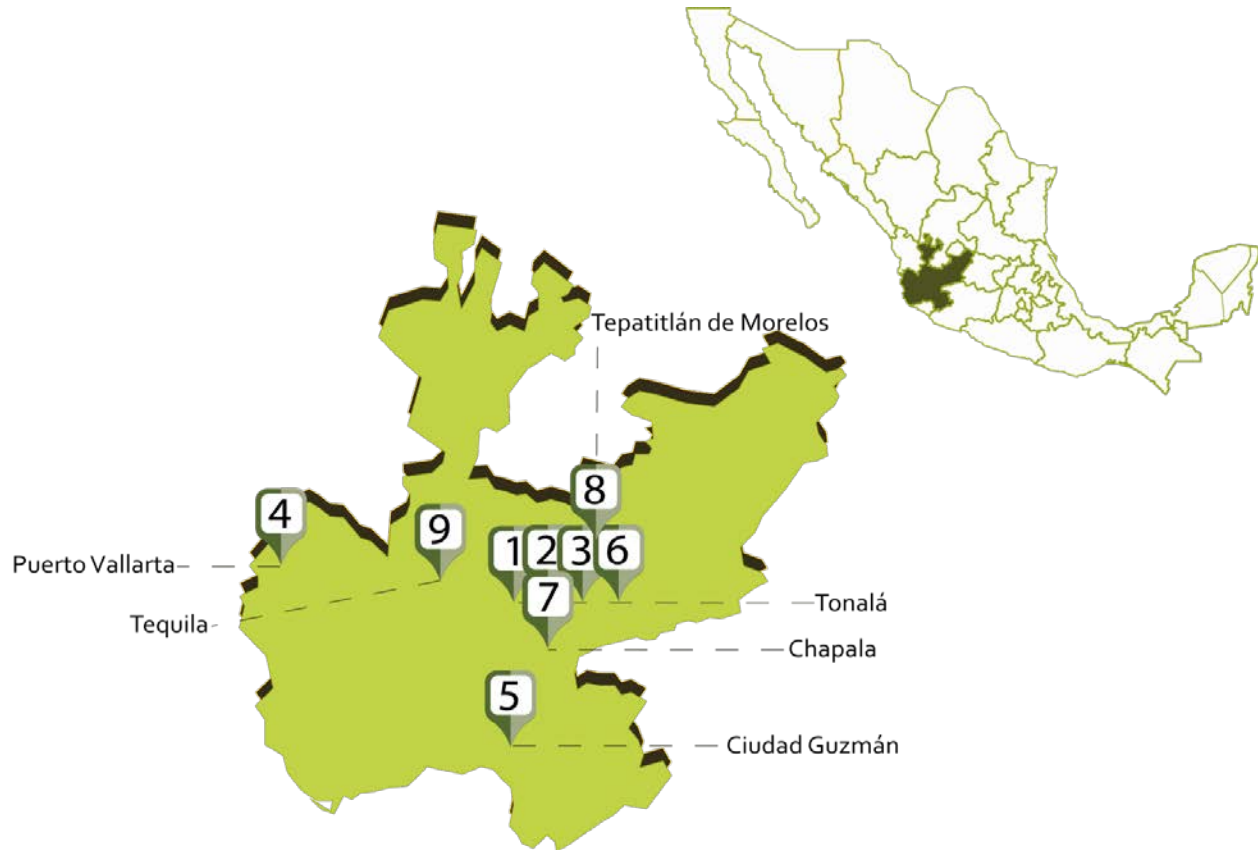 Tepatitlán de Morelos
8
4
9
1 2 3 6
Puerto Vallarta
7
Tonalá
Tequila
Chapala
5
Ciudad Guzmán